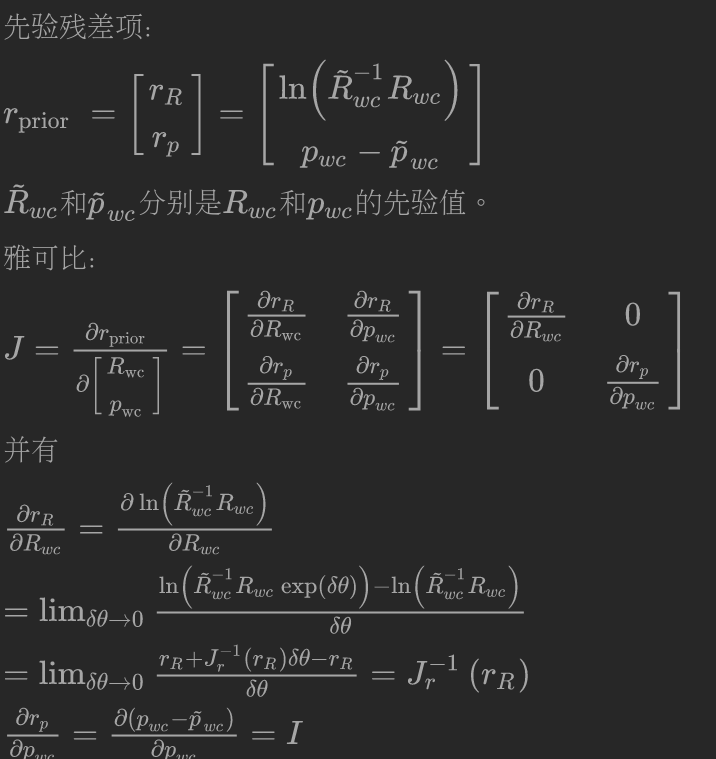 先验残差项:
$r_{\text{prior}} = \begin{bmatrix} r_R \\ r_p \end{bmatrix} = \begin{bmatrix} \ln\left(\tilde{R}_{wc}^{-1} R_{wc}\right) \\ p_{wc} - \tilde{p}_{wc} \end{bmatrix}$
$\tilde{R}_{wc}$和$\tilde{p}_{wc}$分别是$R_{wc}$和$p_{wc}$的先验值。
雅可比:
$J = \frac{\partial r_{\text{prior}}}{\partial \begin{bmatrix} R_{\text{wc}} \\ p_{\text{wc}} \end{bmatrix}} = \begin{bmatrix} \frac{\partial r_R}{\partial R_{\text{wc}}} & \frac{\partial r_R}{\partial p_{wc}} \\ \frac{\partial r_p}{\partial R_{\text{wc}}} & \frac{\partial r_p}{\partial p_{wc}} \end{bmatrix} = \begin{bmatrix} \frac{\partial r_R}{\partial R_{wc}} & 0 \\ 0 & \frac{\partial r_p}{\partial p_{wc}} \end{bmatrix}$
并有
$\frac{\partial r_R}{\partial R_{wc}} = \frac{\partial \ln\left(\tilde{R}_{wc}^{-1} R_{wc}\right)}{\partial R_{wc}}$
$= \lim_{\delta\theta \to 0} \frac{\ln\left(\tilde{R}_{wc}^{-1} R_{wc} \exp(\delta\theta)\right) - \ln\left(\tilde{R}_{wc}^{-1} R_{wc}\right)}{\delta\theta}$
$= \lim_{\delta\theta \to 0} \frac{r_R + J_r^{-1}(r_R)\delta\theta - r_R}{\delta\theta} = J_r^{-1}(r_R)$
$\frac{\partial r_p}{\partial p_{wc}} = \frac{\partial (p_{wc} - \tilde{p}_{wc})}{\partial p_{wc}} = I$